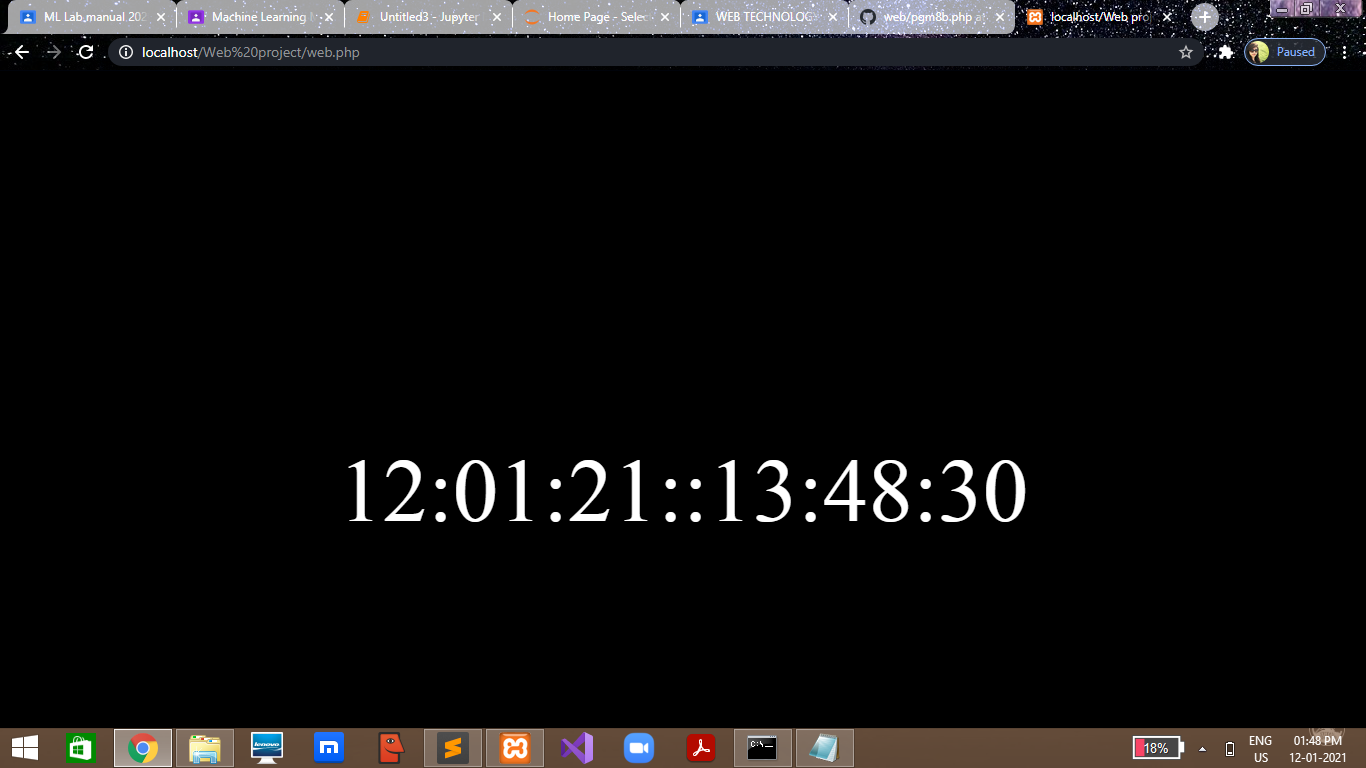 ML Lab manual 202
Machine Learning
Untitled3 - Jupyter
Home Page - Selec
WEB TECHNOLOG
web/pgm8b.php a
localhost/Web pro
localhost/Web%20project/web.php
Paused
12:01:21::13:48:30
18%
ENG
US
01:48 PM
12-01-2021